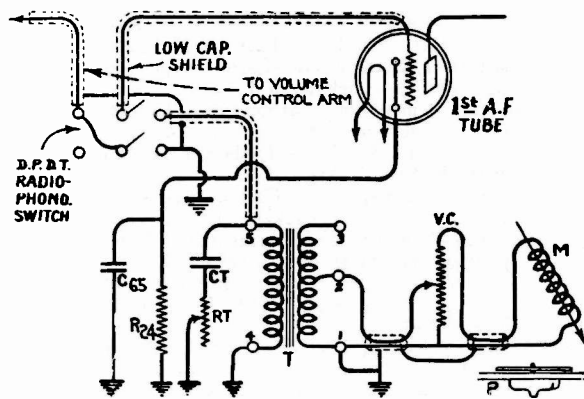 LOW CAP.
SHIELD
TO VOLUME
CONTROL ARM
1st A.F
TUBE
D.P.D.T.
RADIO-
PHONO.
SWITCH
5
3
V.C.
M
C65
CT
2
R24
RT
4
T
1
P